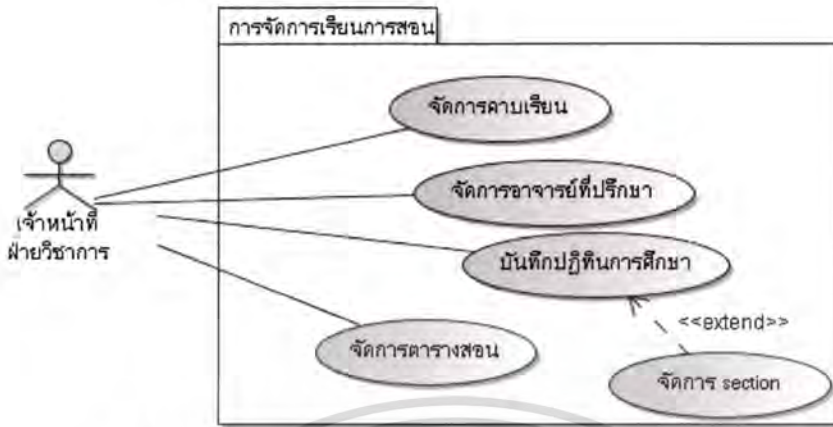 การจัดการเรียนการสอน
จัดการคาบเรียน
จัดการอาจารย์ที่ปรึกษา
เจ้าหน้าที่
ฝ่ายวิชาการ
บันทึกปฏิทินการศึกษา
<<extend>>
จัดการตารางสอน
จัดการ section